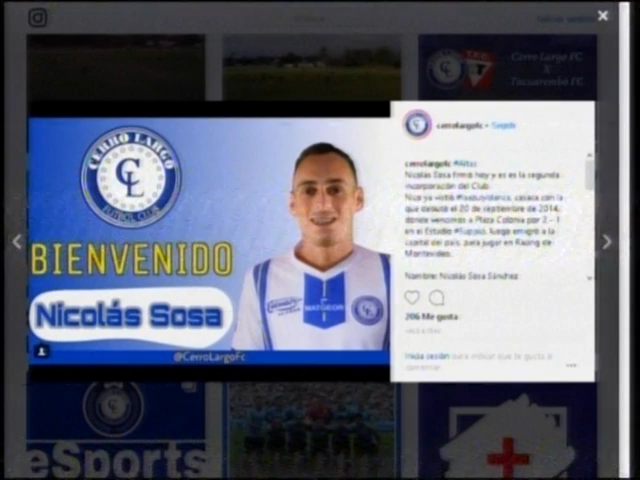 Cerro Largo FC
X
Tacuarembó FC
CERRO LARGO
CL
FUTBOL CLUB
BIENVENIDO
Nicolás Sosa
MATGEOR
@CerroLargoFc
cerrolargofc • Seguir
cerrolargofc #Altas
Nicolás Sosa firmó hoy y es es la segunda
incorporación del Club.
Nico ya vistió
casaca con la
que debutó el 20 de septiembre de 2014,
donde vencimos a Plaza Colonia por 2 - 1
en el Estadio
luego emigró a la
capital del país, para jugar en Racing de
Montevideo.
Nombre: Nicolás Sosa Sánchez
206 Me gusta
Inicia sesión para indicar que te gusta o
comentar.
eSports